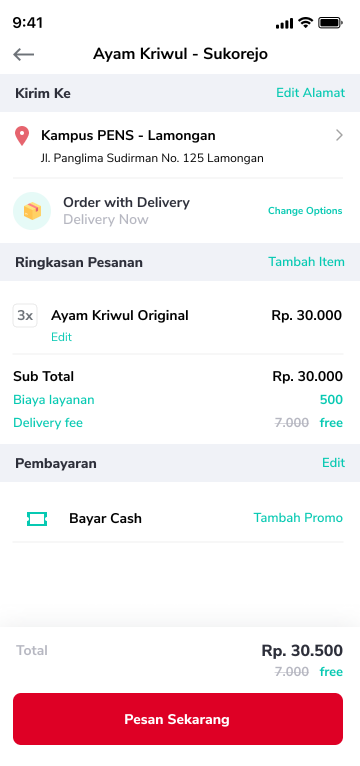 9:41
Ayam Kriwul - Sukorejo
Kirim Ke Edit Alamat
Kampus PENS - Lamongan
Jl. Panglima Sudirman No. 125 Lamongan
Order with Delivery
Delivery Now Change Options
Ringkasan Pesanan Tambah Item
3x Ayam Kriwul Original Rp. 30.000
Edit
Sub Total Rp. 30.000
Biaya layanan 500
Delivery fee 7.000 free
Pembayaran Edit
Bayar Cash Tambah Promo
Total Rp. 30.500
7.000 free
Pesan Sekarang